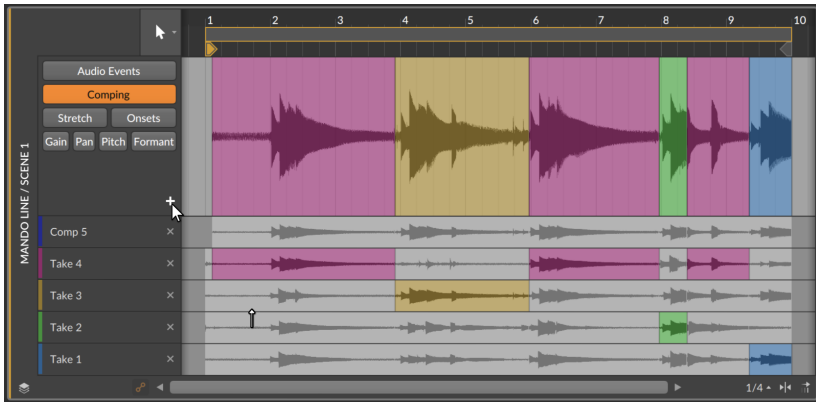 1 2 3 4 5 6 7 8 9 10
Audio Events
Comping
Stretch Onsets
Gain Pan Pitch Formant
MANDO LINE / SCENE 1
Comp 5
Take 4
Take 3
Take 2
Take 1
1/4